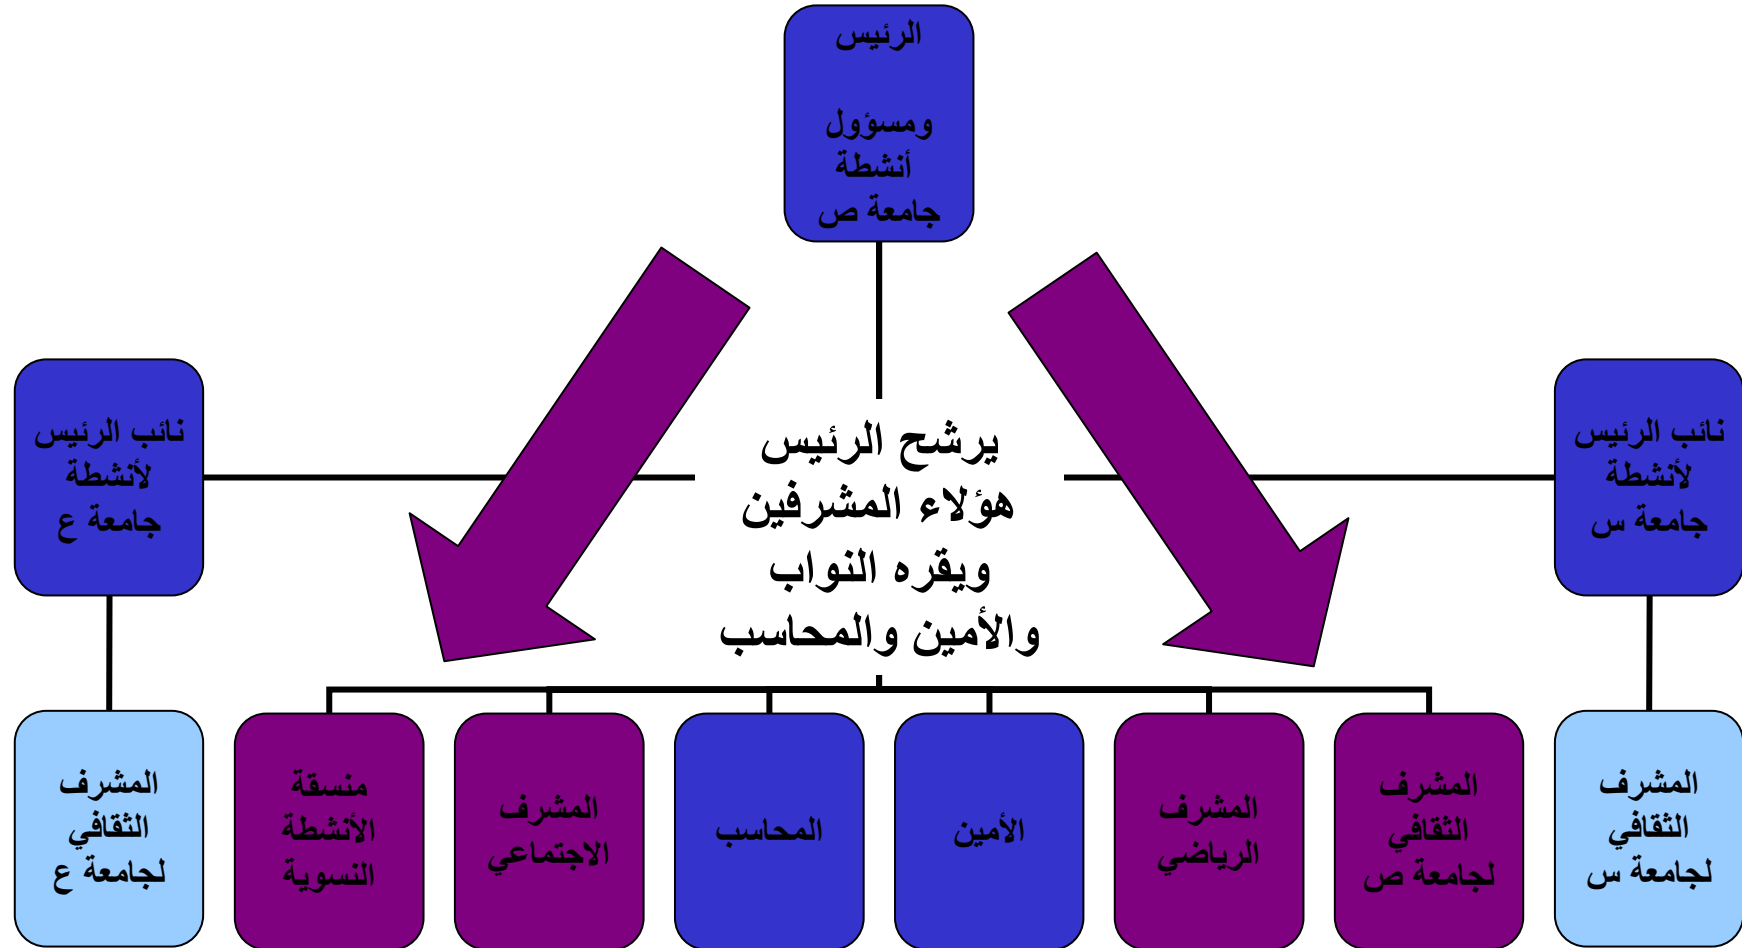 الرئيس
ومسؤول
أنشطة
جامعة ص
نائب الرئيس
لأنشطة
جامعة س
يرشح الرئيس
هؤلاء المشرفين
ويقره النواب
والأمين والمحاسب
نائب الرئيس
لأنشطة
جامعة ع
المشرف
الثقافي
لجامعة س
المشرف
الثقافي
لجامعة ص
المشرف
الرياضي
الأمين
المحاسب
المشرف
الاجتماعي
منسقة
الأنشطة
النسوية
المشرف
الثقافي
لجامعة ع